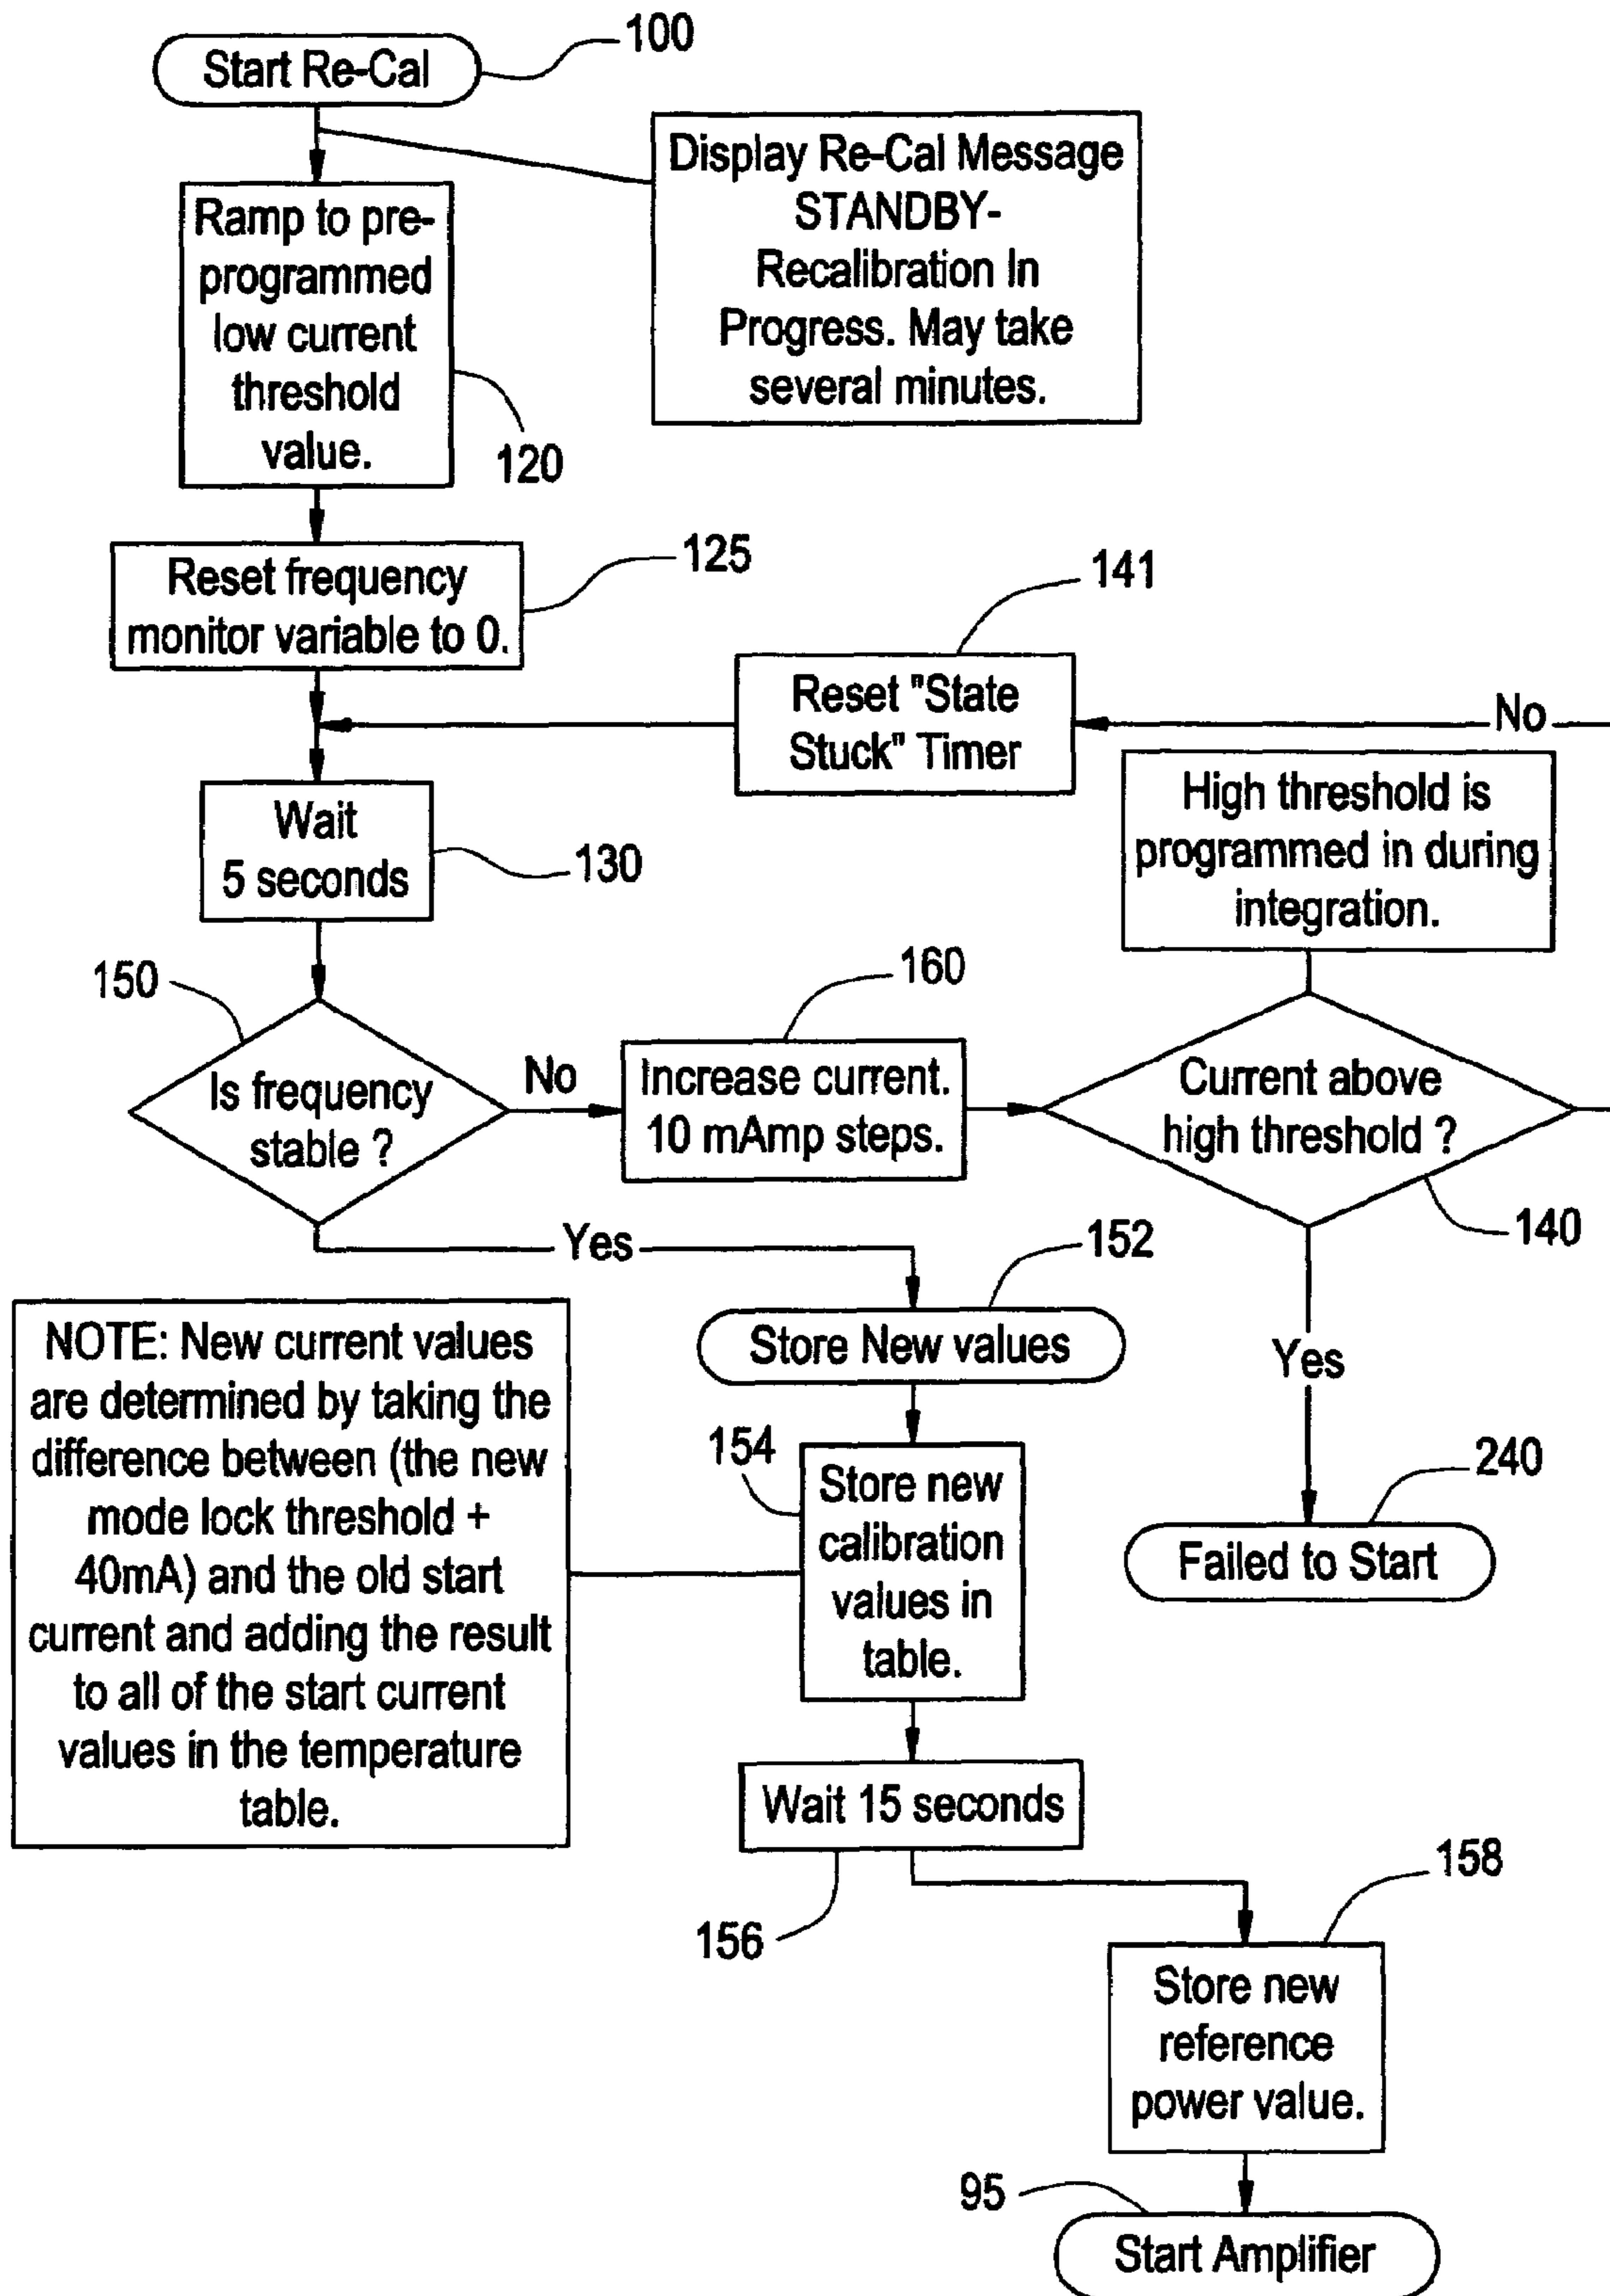 Start Re-Cal
100
Display Re-Cal Message
STANDBY-
Recalibration In
Progress. May take
several minutes.
Ramp to pre-
programmed
low current
threshold
value.
120
Reset frequency
monitor variable to 0.
125
141
Reset "State
Stuck" Timer
No
Wait
5 seconds
130
High threshold is
programmed in during
integration.
150
Is frequency
stable ?
No
160
Increase current.
10 mAmp steps.
Current above
high threshold ?
140
Yes
152
Store New values
Yes
240
Failed to Start
NOTE: New current values
are determined by taking the
difference between (the new
mode lock threshold +
40mA) and the old start
current and adding the result
to all of the start current
values in the temperature
table.
154
Store new
calibration
values in
table.
Wait 15 seconds
156
158
Store new
reference
power value.
95
Start Amplifier